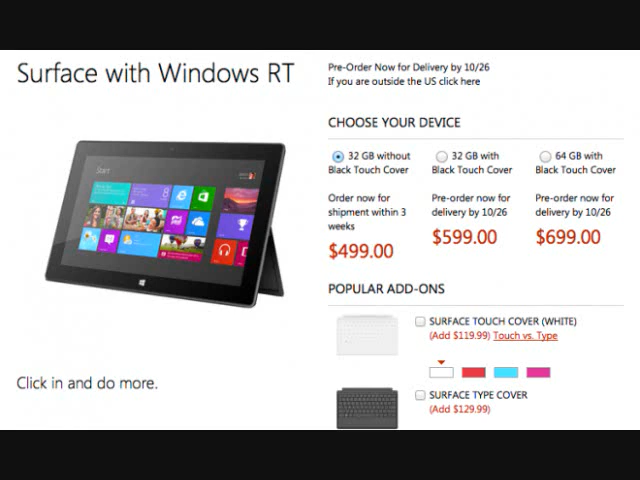 Surface with Windows RT
Pre-Order Now for Delivery by 10/26
If you are outside the US click here
CHOOSE YOUR DEVICE
32 GB without
Black Touch Cover
32 GB with
Black Touch Cover
64 GB with
Black Touch Cover
Order now for
shipment within 3
weeks
$499.00
Pre-order now for
delivery by 10/26
$599.00
Pre-order now for
delivery by 10/26
$699.00
Start
POPULAR ADD-ONS
SURFACE TOUCH COVER (WHITE)
(Add $119.99) Touch vs. Type
SURFACE TYPE COVER
(Add $129.99)
Click in and do more.